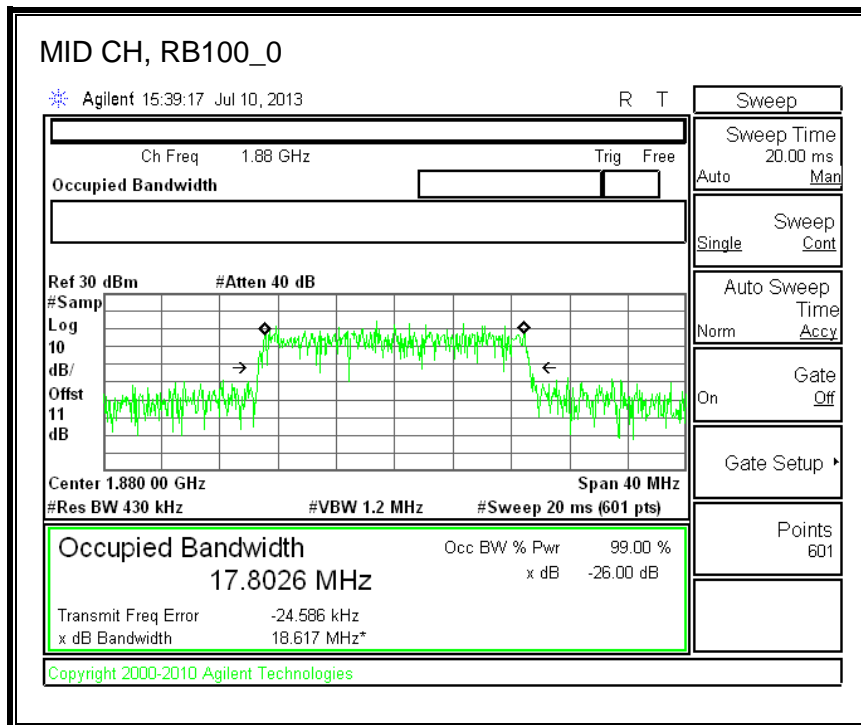 MID CH, RB100_0
Agilent 15:39:17 Jul 10, 2013 R T
Ch Freq 1.88 GHz Trig Free
Occupied Bandwidth
Ref 30 dBm #Atten 40 dB
#Samp
Log
10
dB/
Offst
11
dB
Center 1.880 00 GHz Span 40 MHz
#Res BW 430 kHz #VBW 1.2 MHz #Sweep 20 ms (601 pts)
Occupied Bandwidth Occ BW % Pwr 99.00 %
17.8026 MHz x dB -26.00 dB
Transmit Freq Error -24.586 kHz
x dB Bandwidth 18.617 MHz*
Copyright 2000-2010 Agilent Technologies
Sweep
Sweep Time
20.00 ms
Auto Man
Sweep
Single Cont
Auto Sweep
Time
Norm Accy
Gate
On Off
Gate Setup
Points
601